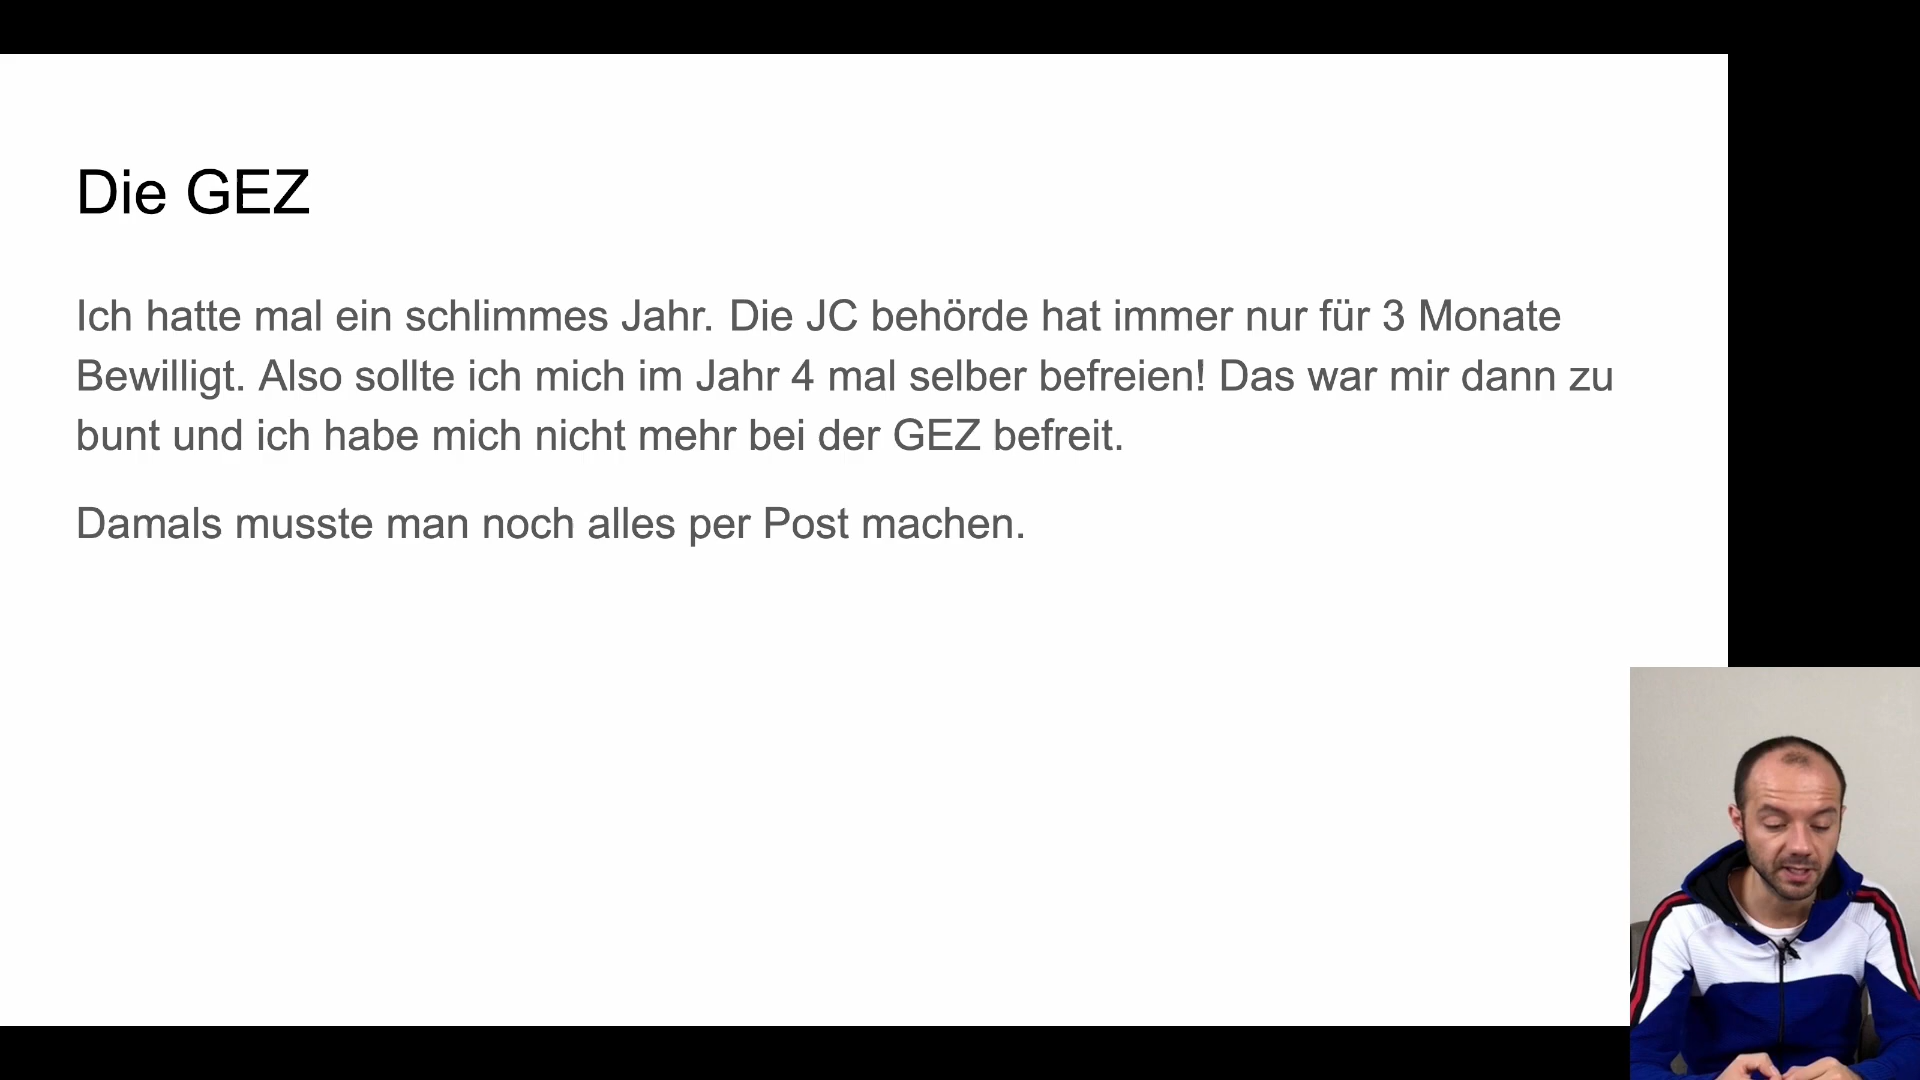 Die GEZ
Ich hatte mal ein schlimmes Jahr. Die JC behörde hat immer nur für 3 Monate
Bewilligt. Also sollte ich mich im Jahr 4 mal selber befreien! Das war mir dann zu
bunt und ich habe mich nicht mehr bei der GEZ befreit.
Damals musste man noch alles per Post machen.